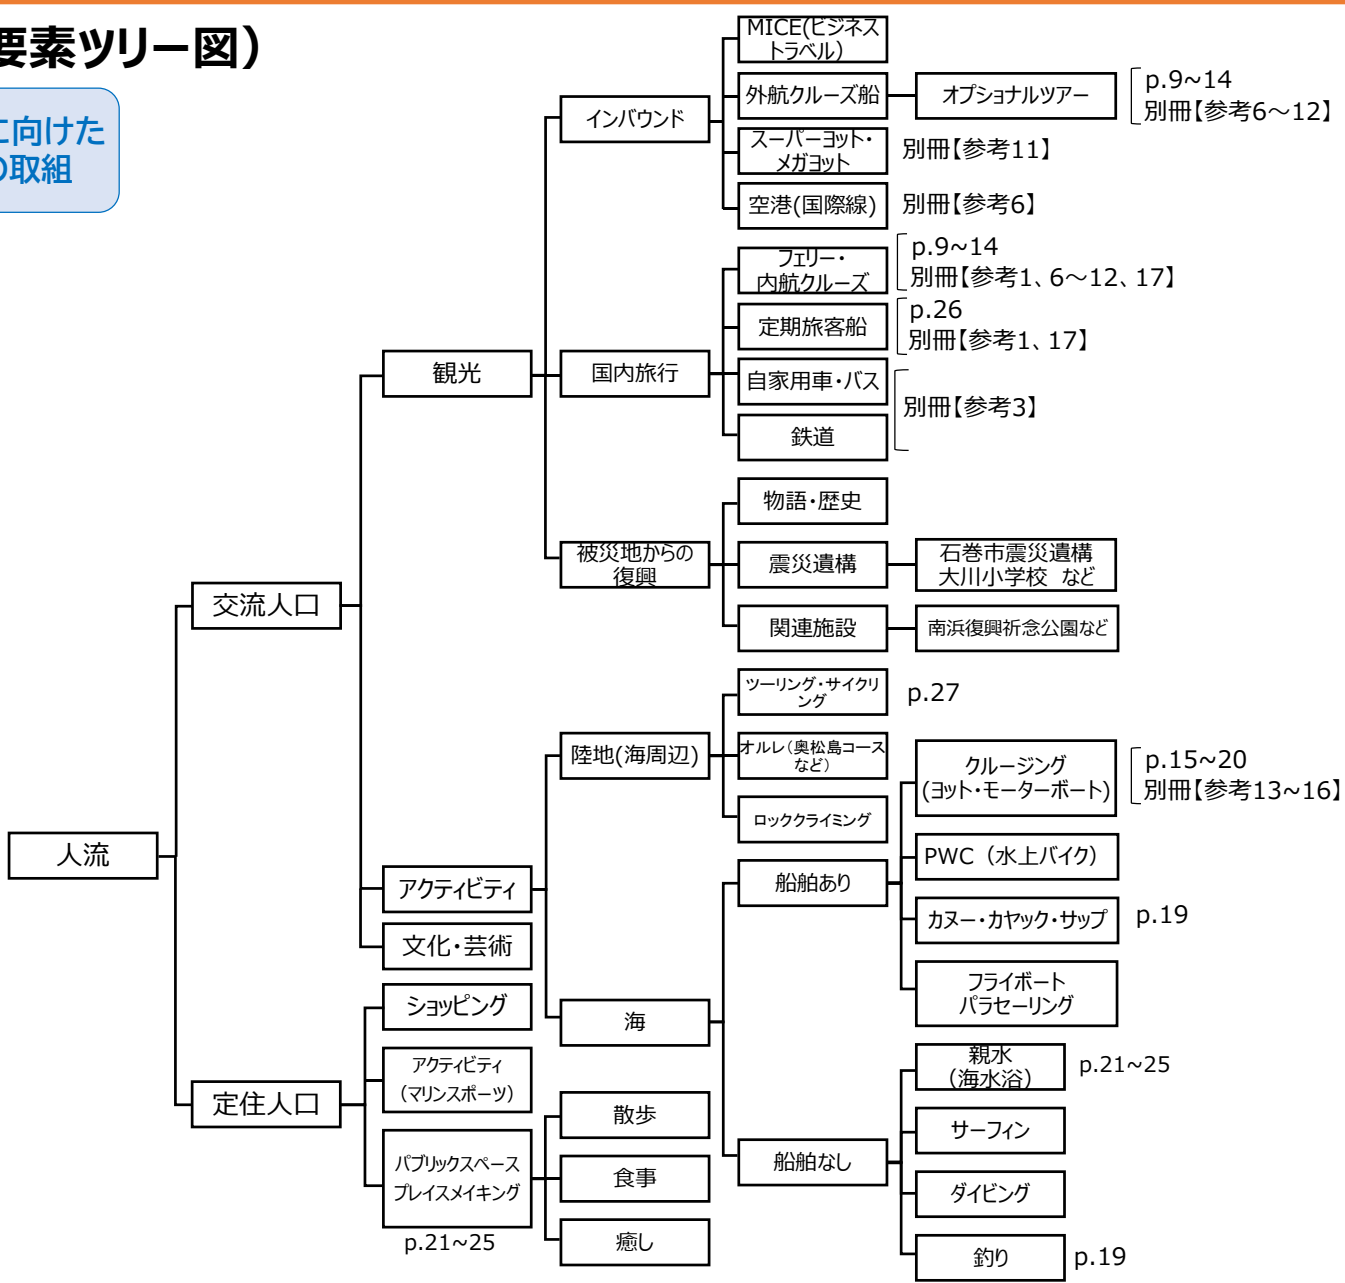 要素ツリー図）
に向けた
の取組
MICE(ビジネス
トラベル)
外航クルーズ船
オプショナルツアー
p.9~14
別冊【参考6～12】
インバウンド
スーパーヨット・
メガヨット
別冊【参考11】
空港(国際線)
別冊【参考6】
フェリー・
内航クルーズ
p.9~14
別冊【参考1、6～12、17】
定期旅客船
p.26
別冊【参考1、17】
観光
国内旅行
自家用車・バス
別冊【参考3】
鉄道
物語・歴史
被災地からの
復興
震災遺構
石巻市震災遺構
大川小学校　など
交流人口
関連施設
南浜復興祈念公園など
ツーリング・サイクリ
ング
p.27
陸地(海周辺)
オルレ（奥松島コース
など）
クルージング
(ヨット・モーターボート)
p.15~20
別冊【参考13~16】
ロッククライミング
人流
PWC（水上バイク）
アクティビティ
船舶あり
カヌー・カヤック・サップ
p.19
文化・芸術
フライボート
パラセーリング
ショッピング
海
親水
（海水浴）
p.21~25
アクティビティ
（マリンスポーツ）
定住人口
散歩
サーフィン
パブリックスペース
プレイスメイキング
p.21~25
食事
船舶なし
ダイビング
癒し
釣り
p.19